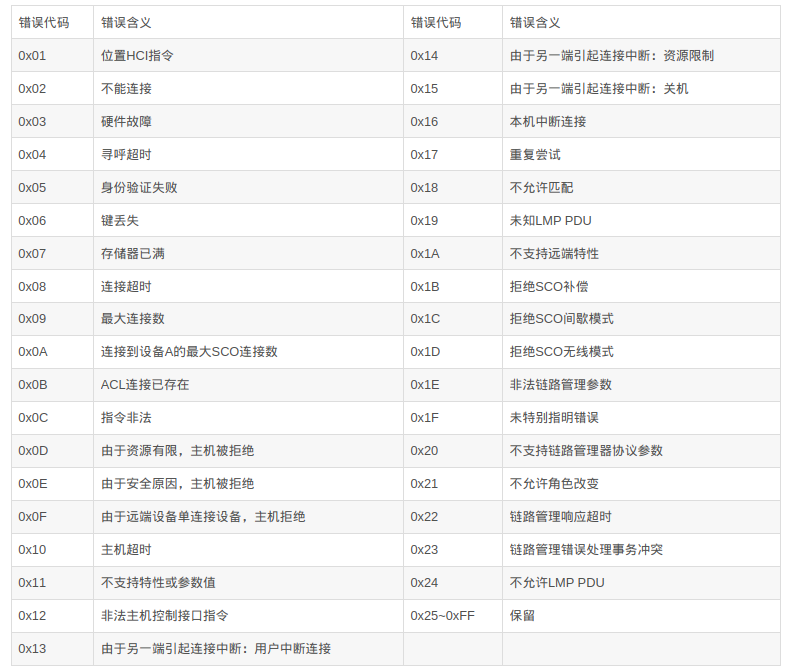 错误代码 错误含义 错误代码 错误含义
0x01 位置HCI指令 0x14 由于另一端引起连接中断：资源限制
0x02 不能连接 0x15 由于另一端引起连接中断：关机
0x03 硬件故障 0x16 本机中断连接
0x04 寻呼超时 0x17 重复尝试
0x05 身份验证失败 0x18 不允许匹配
0x06 键丢失 0x19 未知LMP PDU
0x07 存储器已满 0x1A 不支持远端特性
0x08 连接超时 0x1B 拒绝SCO补偿
0x09 最大连接数 0x1C 拒绝SCO间歇模式
0x0A 连接到设备A的最大SCO连接数 0x1D 拒绝SCO无线模式
0x0B ACL连接已存在 0x1E 非法链路管理参数
0x0C 指令非法 0x1F 未特别指明错误
0x0D 由于资源有限，主机被拒绝 0x20 不支持链路管理器协议参数
0x0E 由于安全原因，主机被拒绝 0x21 不允许角色改变
0x0F 由于远端设备单连接设备，主机拒绝 0x22 链路管理响应超时
0x10 主机超时 0x23 链路管理错误处理事务冲突
0x11 不支持特性或参数值 0x24 不允许LMP PDU
0x12 非法主机控制接口指令 0x25~0xFF 保留
0x13 由于另一端引起连接中断：用户中断连接